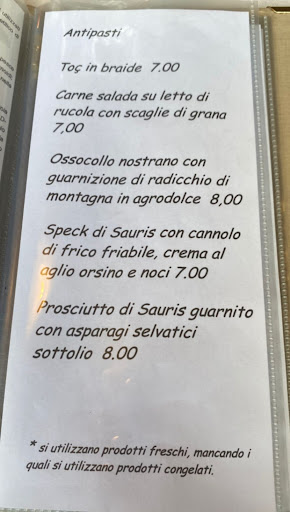 Antipasti
Toç in braide 7.00
Carne salada su letto di
rucola con scaglie di grana
7,00
Ossocollo nostrano con
guarnizione di radicchio di
montagna in agrodolce 8,00
Speck di Sauris con cannolo
di frico friabile, crema al
aglio orsino e noci 7.00
Prosciutto di Sauris guarnito
con asparagi selvatici
sottolio 8.00
* si utilizzano prodotti freschi, mancando i
quali si utilizzano prodotti congelati.